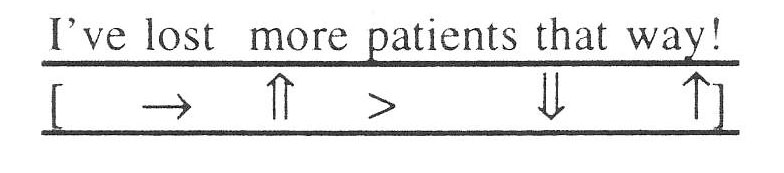 I've lost more patients that way!
[ → ⇑ > ⇓ ↑]